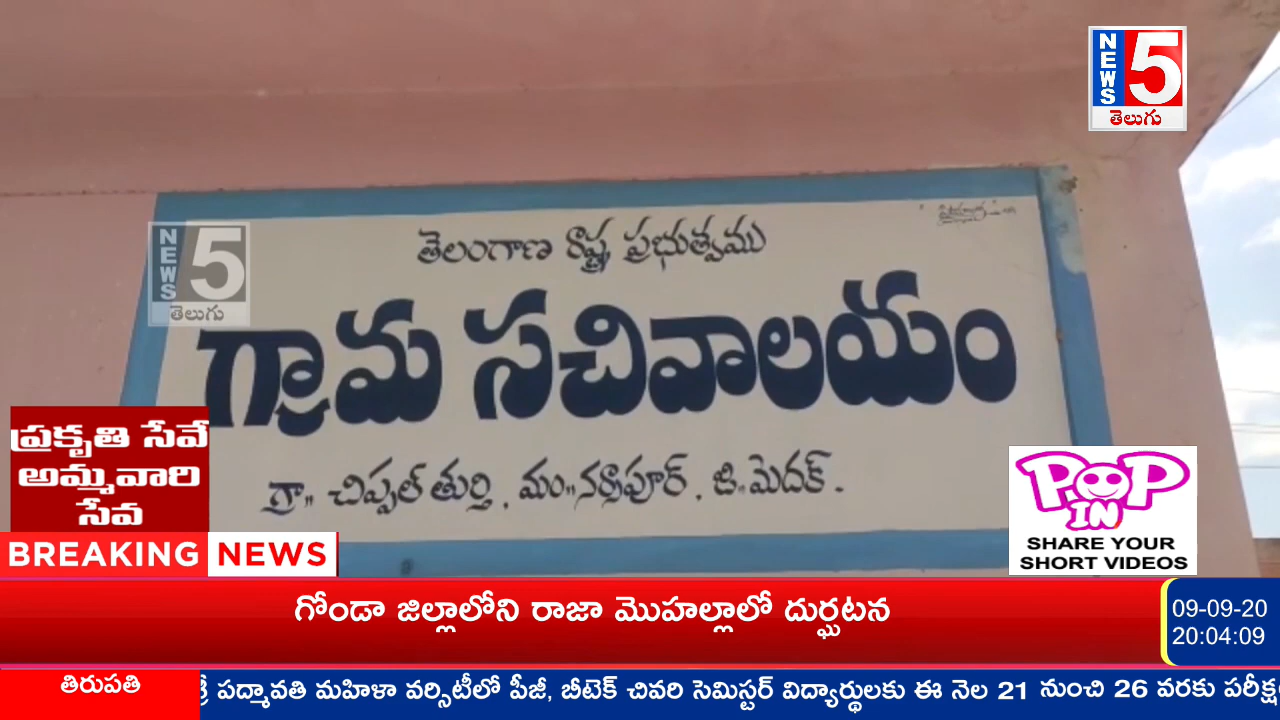 NEWS
5
తెలుగు
తెలంగాణ రాష్ట్ర ప్రభుత్వము
NEWS
5
తెలుగు
గ్రామ సచివాలయం
గ్రా,, చిప్పల్ తుర్తి, మం,, నర్సాపూర్, జి,, మెదక్.
ప్రకృతి సేవే
అమ్మవారి
సేవ
POP
IN
SHARE YOUR
SHORT VIDEOS
BREAKING NEWS
గోండా జిల్లాలోని రాజా మొహల్లాలో దుర్ఘటన
09-09-20
20:04:09
తిరుపతి
శ్రీ పద్మావతి మహిళా వర్సిటీలో పీజీ, బీటెక్ చివరి సెమిస్టర్ విద్యార్థులకు ఈ నెల 21 నుంచి 26 వరకు